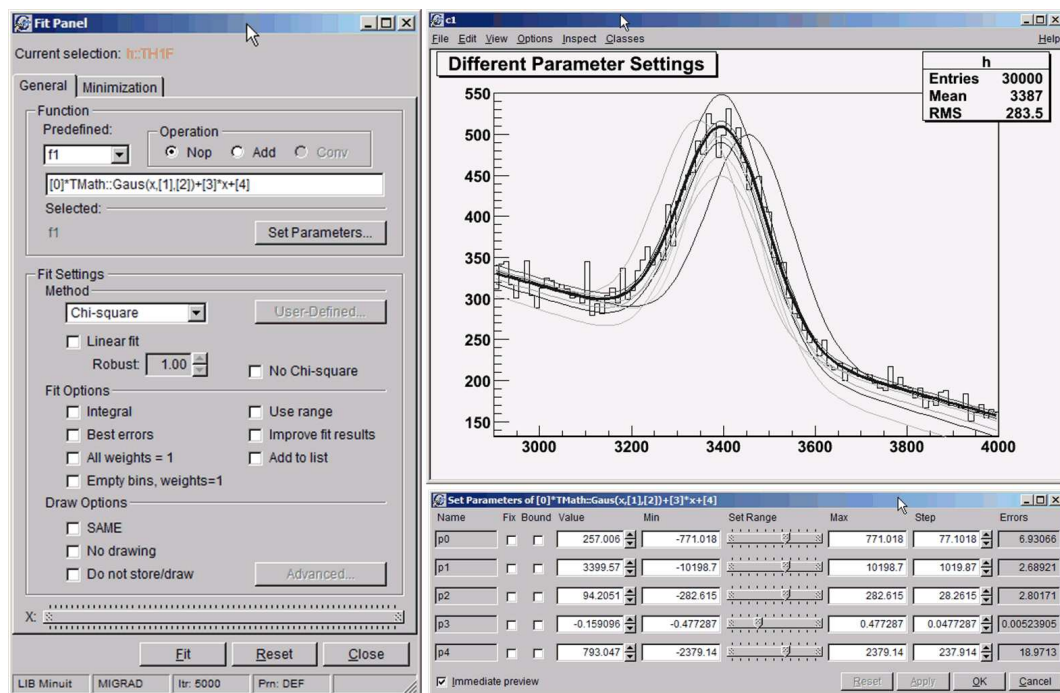 Fit Panel
Current selection: h::TH1F
General Minimization
Function
Predefined: Operation
f1 Nop Add Conv
[0]*TMath::Gaus(x,[1],[2])+[3]*x+[4]
Selected:
f1 Set Parameters...
Fit Settings
Method
Chi-square User-Defined...
Linear fit
Robust: 1.00 No Chi-square
Fit Options
Integral Use range
Best errors Improve fit results
All weights = 1 Add to list
Empty bins, weights=1
Draw Options
SAME
No drawing
Do not store/draw Advanced...
X:
Fit Reset Close
LIB Minuit MIGRAD Itr: 5000 Prn: DEF
c1
File Edit View Options Inspect Classes Help
Different Parameter Settings
h
Entries 30000
Mean 3387
RMS 283.5
550
500
450
400
350
300
250
200
150
3000 3200 3400 3600 3800 4000
Set Parameters of [0]*TMath::Gaus(x,[1],[2])+[3]*x+[4]
Name Fix Bound Value Min Set Range Max Step Errors
p0 257.006 -771.018 771.018 77.1018 6.93066
p1 3399.57 -10198.7 10198.7 1019.87 2.68921
p2 94.2051 -282.615 282.615 28.2615 2.80171
p3 -0.159096 -0.477287 0.477287 0.0477287 0.00523905
p4 793.047 -2379.14 2379.14 237.914 18.9713
Immediate preview Reset Apply OK Cancel